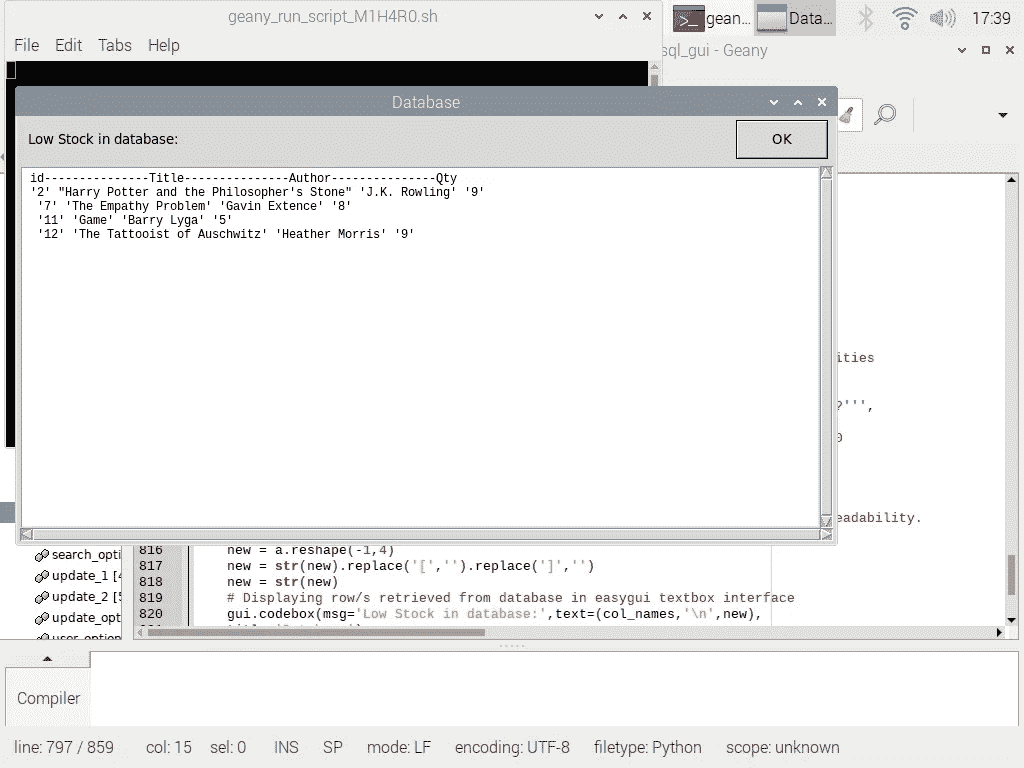 geany_run_script_M1H4R0.sh
gean...
Data...
17:39
File Edit Tabs Help
sql_gui - Geany
Database
Low Stock in database:
OK
id---------------Title---------------Author---------------Qty
'2' "Harry Potter and the Philosopher's Stone" 'J.K. Rowling' '9'
'7' 'The Empathy Problem' 'Gavin Extence' '8'
'11' 'Game' 'Barry Lyga' '5'
'12' 'The Tattooist of Auschwitz' 'Heather Morris' '9'
ities
?''',
0
eadability.
search_opti
update_1 [4
update_2 [5
update_opt
user_option
816 new = a.reshape(-1,4)
817 new = str(new).replace('[','').replace(']','')
818 new = str(new)
819 # Displaying row/s retrieved from database in easygui textbox interface
820 gui.codebox(msg='Low Stock in database:',text=(col_names,'\n',new),
Compiler
line: 797 / 859 col: 15 sel: 0 INS SP mode: LF encoding: UTF-8 filetype: Python scope: unknown